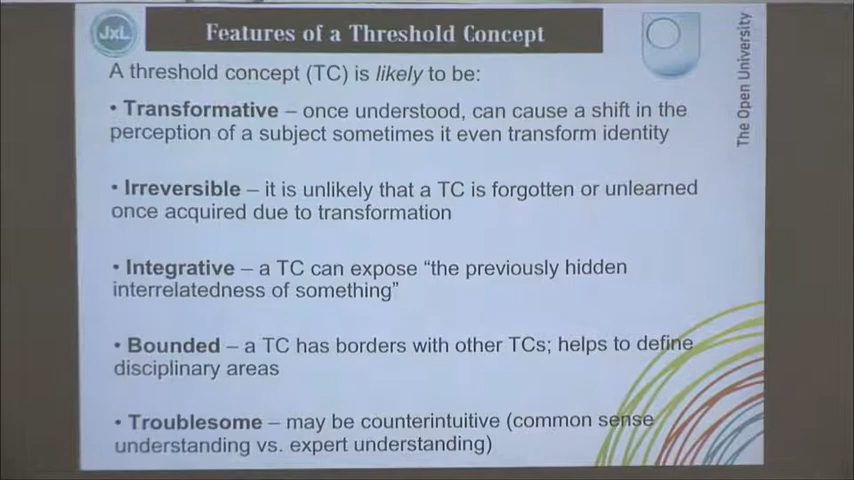 JxL
Features of a Threshold Concept
The Open University
A threshold concept (TC) is likely to be:
• Transformative – once understood, can cause a shift in the
perception of a subject sometimes it even transform identity
• Irreversible – it is unlikely that a TC is forgotten or unlearned
once acquired due to transformation
• Integrative – a TC can expose “the previously hidden
interrelatedness of something”
• Bounded – a TC has borders with other TCs; helps to define
disciplinary areas
• Troublesome – may be counterintuitive (common sense
understanding vs. expert understanding)